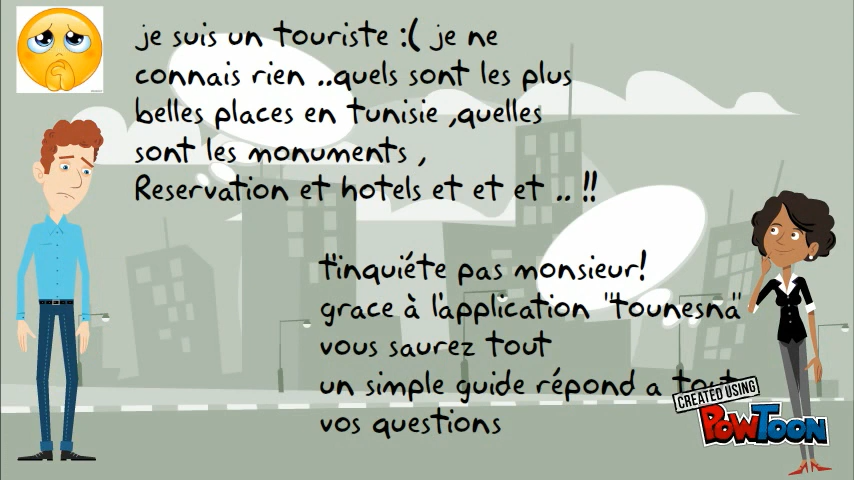 je suis un touriste :( je ne
connais rien ..quels sont les plus
belles places en tunisie ,quelles
sont les monuments ,
Reservation et hotels et et et .. !!
t'inquiéte pas monsieur!
grace à l'application "tounesna"
vous saurez tout
un simple guide répond a
vos questions
CREATED USING
POWTOON